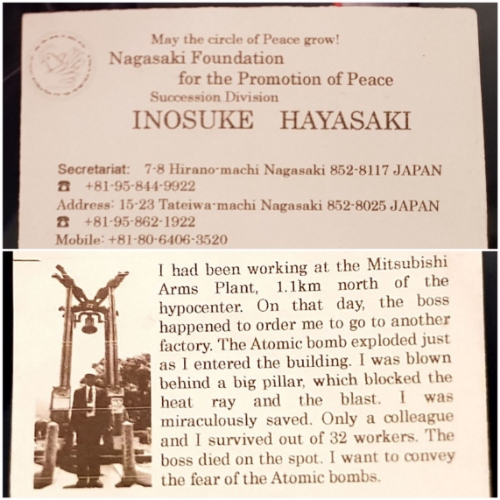 May the circle of Peace grow!
Nagasaki Foundation
for the Promotion of Peace
Succession Division
INOSUKE HAYASAKI
Secretariat: 7-8 Hirano-machi Nagasaki 852-8117 JAPAN
☎ +81-95-844-9922
Address: 15-23 Tateiwa-machi Nagasaki 852-8025 JAPAN
☎ +81-95-862-1922
Mobile: +81-80-6406-3520
I had been working at the Mitsubishi
Arms Plant, 1.1km north of the
hypocenter. On that day, the boss
happened to order me to go to another
factory. The Atomic bomb exploded just
as I entered the building. I was blown
behind a big pillar, which blocked the
heat ray and the blast. I was
miraculously saved. Only a colleague
and I survived out of 32 workers. The
boss died on the spot. I want to convey
the fear of the Atomic bombs.